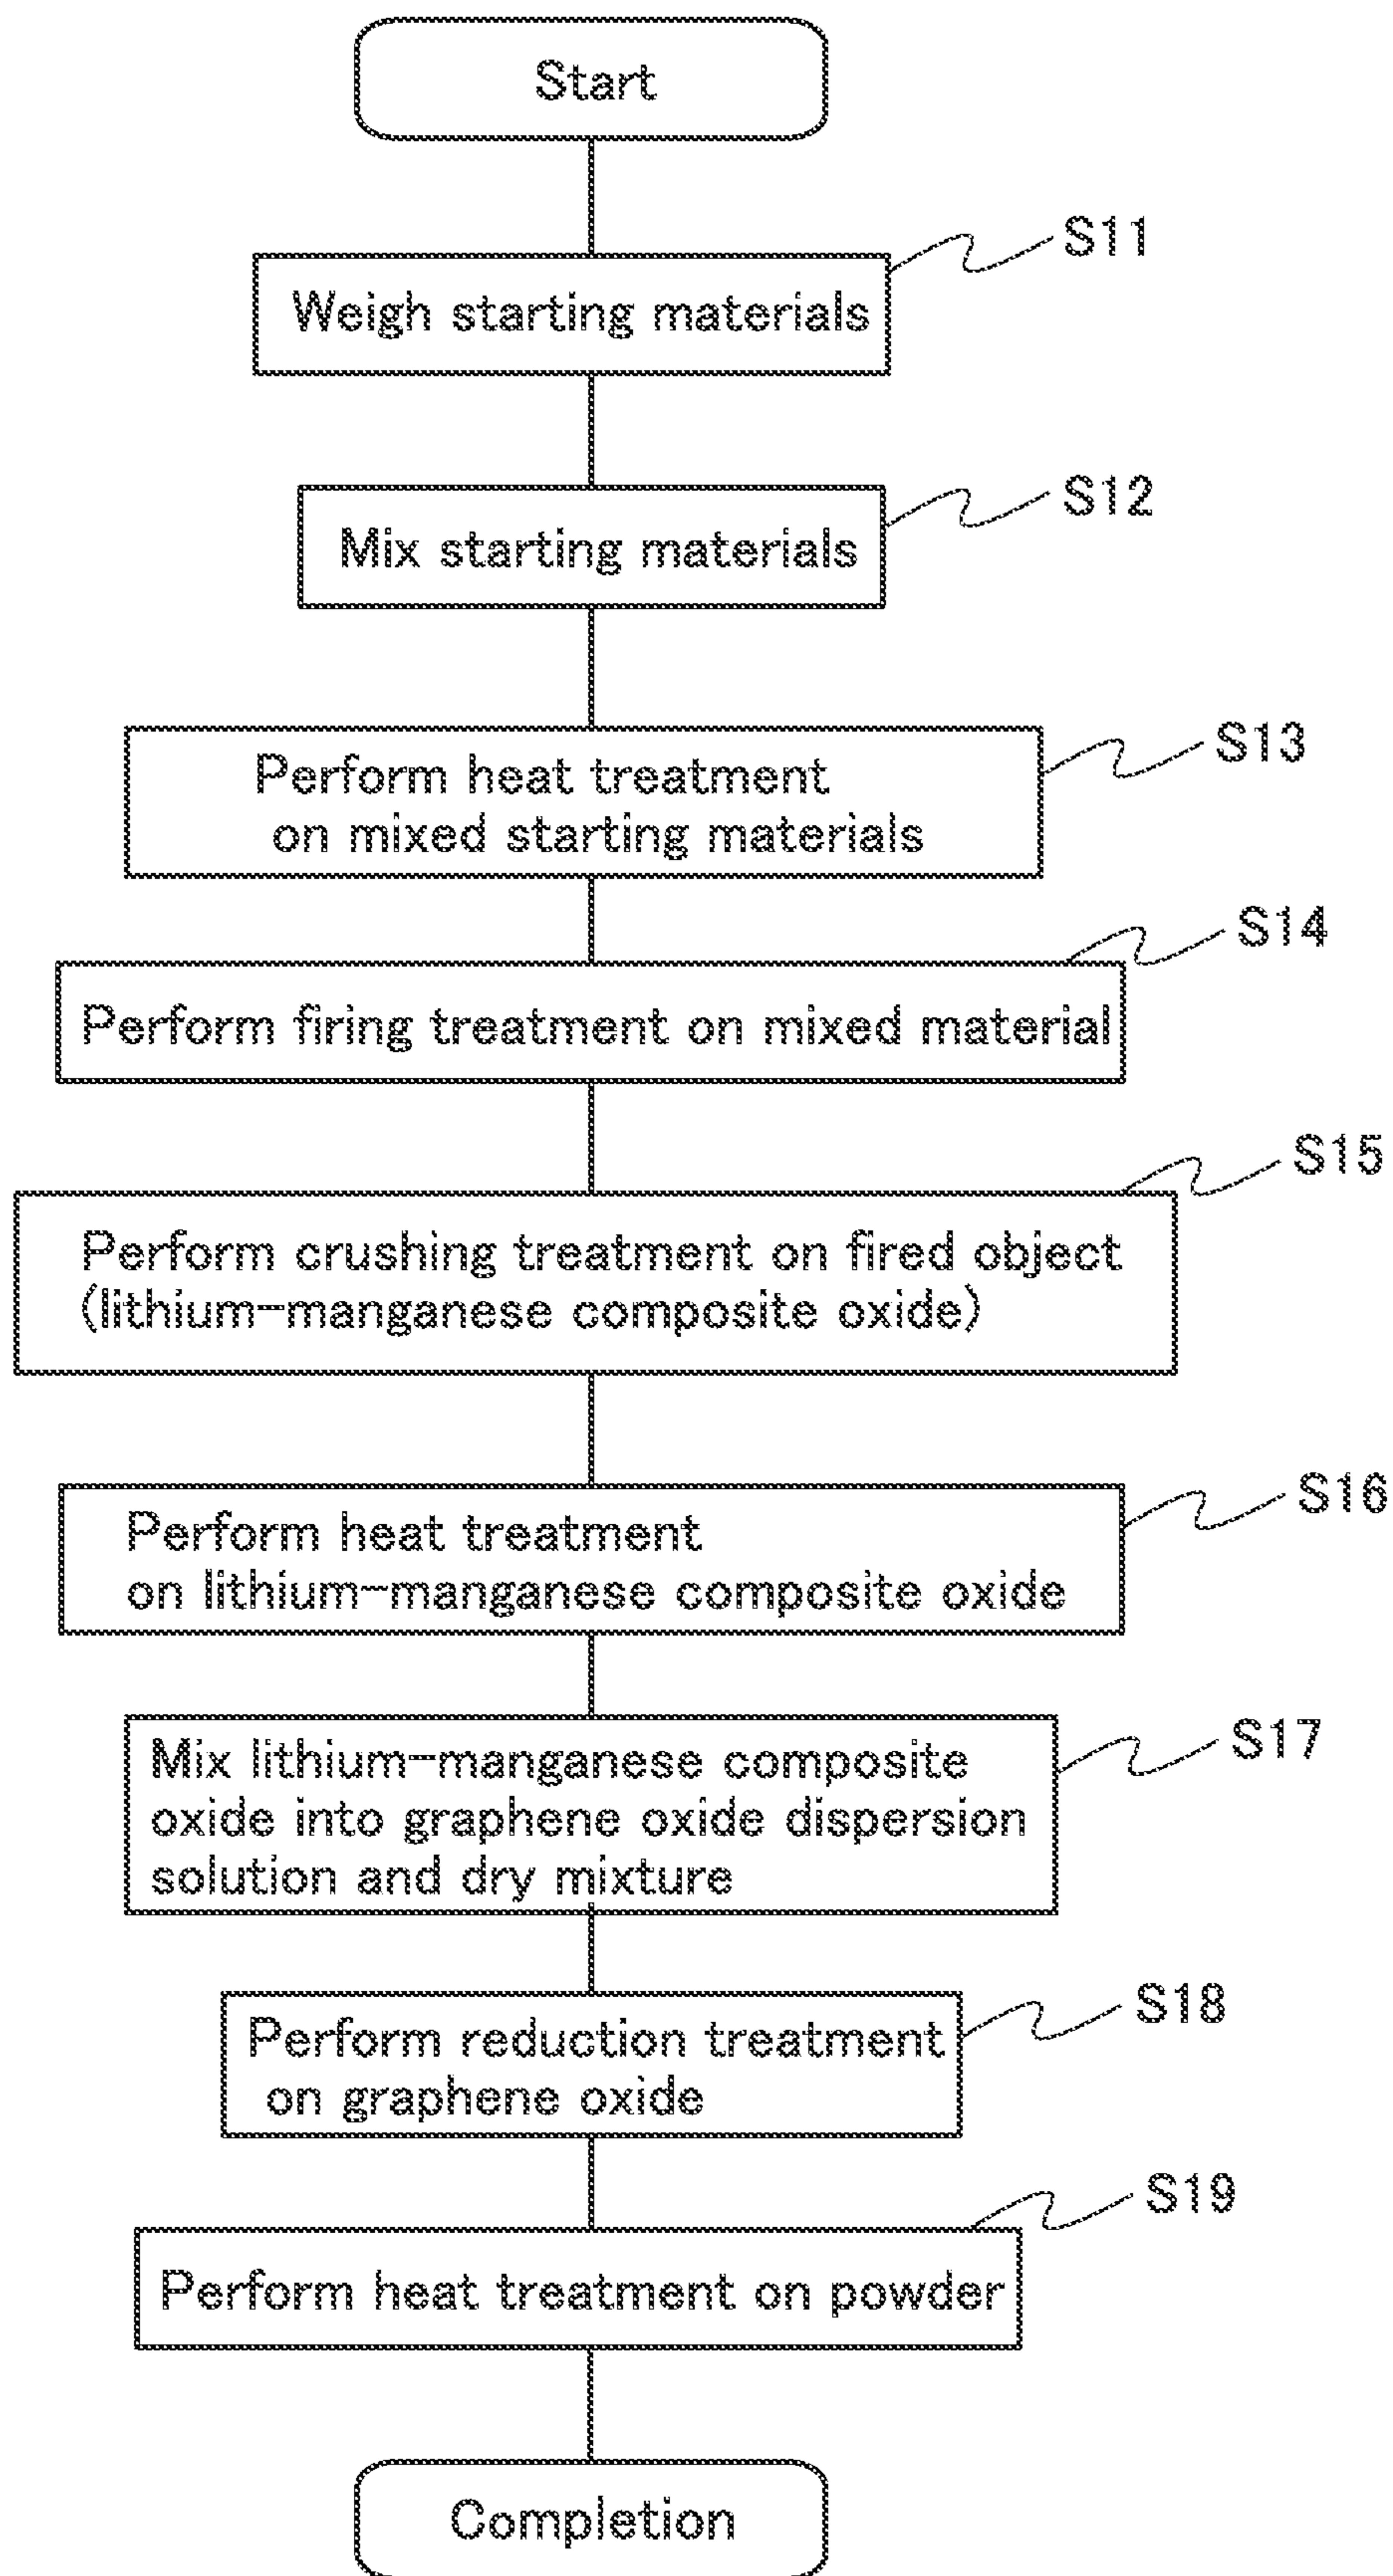 Start
S11
Weigh starting materials
S12
Mix starting materials
S13
Perform heat treatment
on mixed starting materials
S14
Perform firing treatment on mixed material
S15
Perform crushing treatment on fired object
(lithium-manganese composite oxide)
S16
Perform heat treatment
on lithium-manganese composite oxide
S17
Mix lithium-manganese composite
oxide into graphene oxide dispersion
solution and dry mixture
S18
Perform reduction treatment
on graphene oxide
S19
Perform heat treatment on powder
Completion